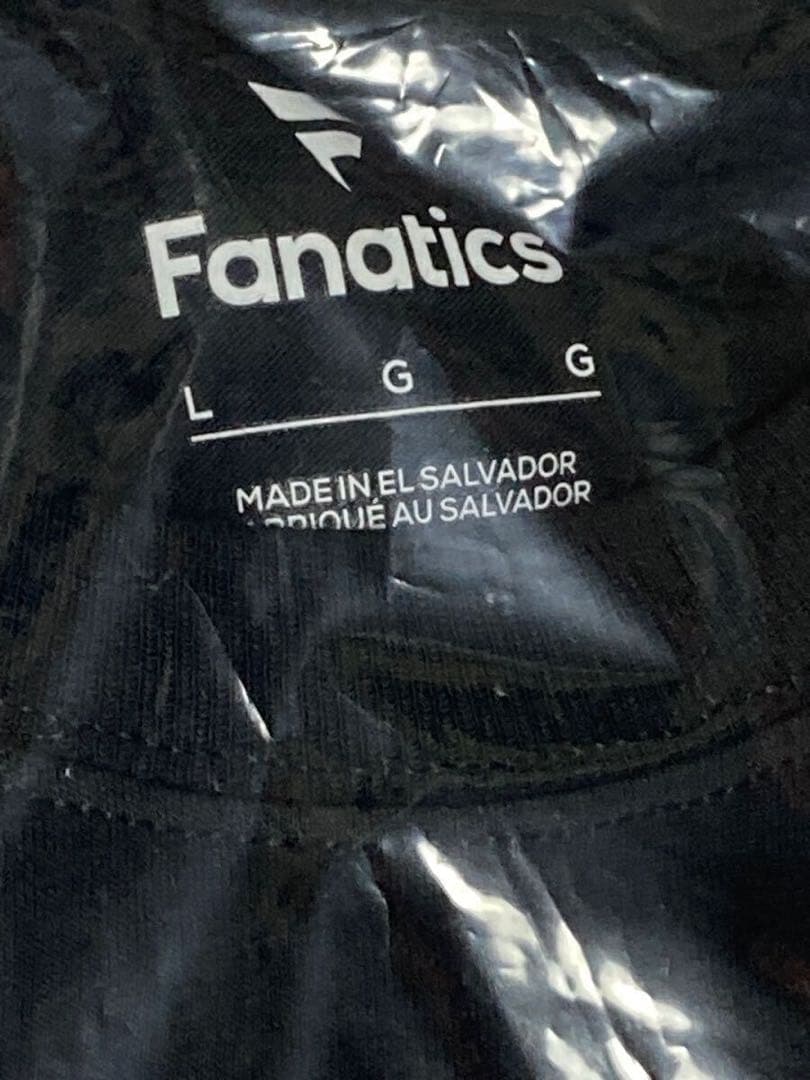 Fanatics
L G G
MADE IN EL SALVADOR
AU SALVADOR